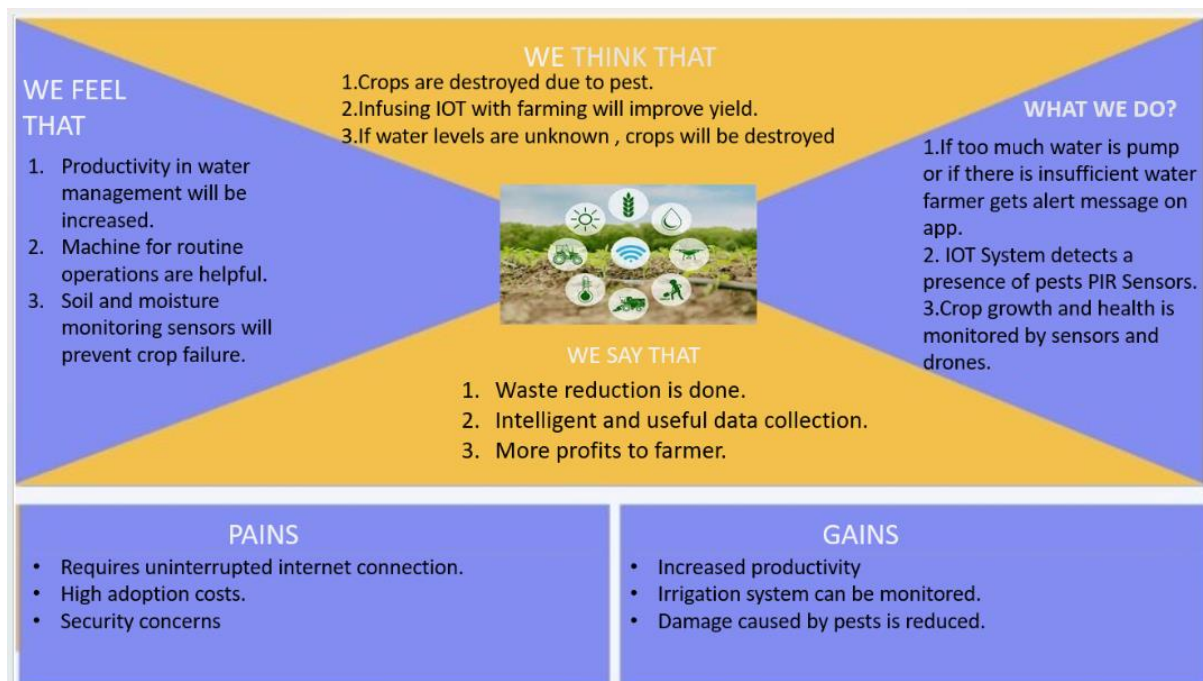 WE THINK THAT
1.Crops are destroyed due to pest.
2.Infusing IOT with farming will improve yield.
3.If water levels are unknown , crops will be destroyed
WE FEEL
THAT
1. Productivity in water
management will be
increased.
2. Machine for routine
operations are helpful.
3. Soil and moisture
monitoring sensors will
prevent crop failure.
WHAT WE DO?
1.If too much water is pump
or if there is insufficient water
farmer gets alert message on
app.
2. IOT System detects a
presence of pests PIR Sensors.
3.Crop growth and health is
monitored by sensors and
drones.
WE SAY THAT
1. Waste reduction is done.
2. Intelligent and useful data collection.
3. More profits to farmer.
PAINS
• Requires uninterrupted internet connection.
• High adoption costs.
• Security concerns
GAINS
• Increased productivity
• Irrigation system can be monitored.
• Damage caused by pests is reduced.